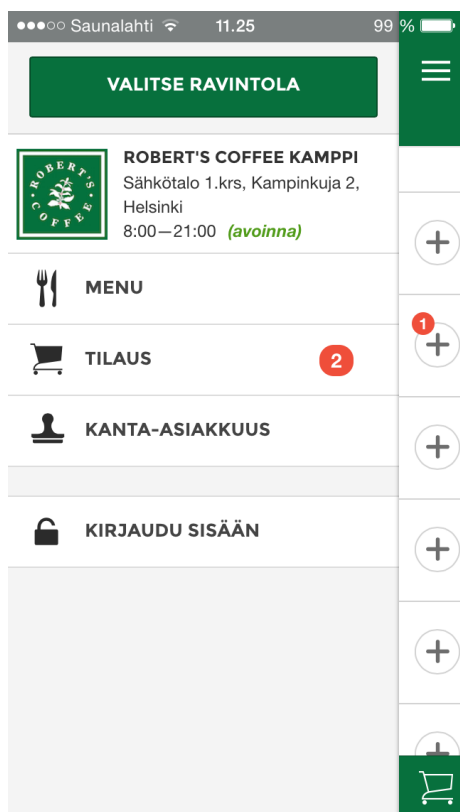 Saunalahti 11.25 99 %
VALITSE RAVINTOLA
ROBERT'S COFFEE
ROBERT'S COFFEE KAMPPI
Sähkötalo 1.krs, Kampinkuja 2,
Helsinki
8:00—21:00 (avoinna)
MENU
1
TILAUS 2
KANTA-ASIAKKUUS
KIRJAUDU SISÄÄN